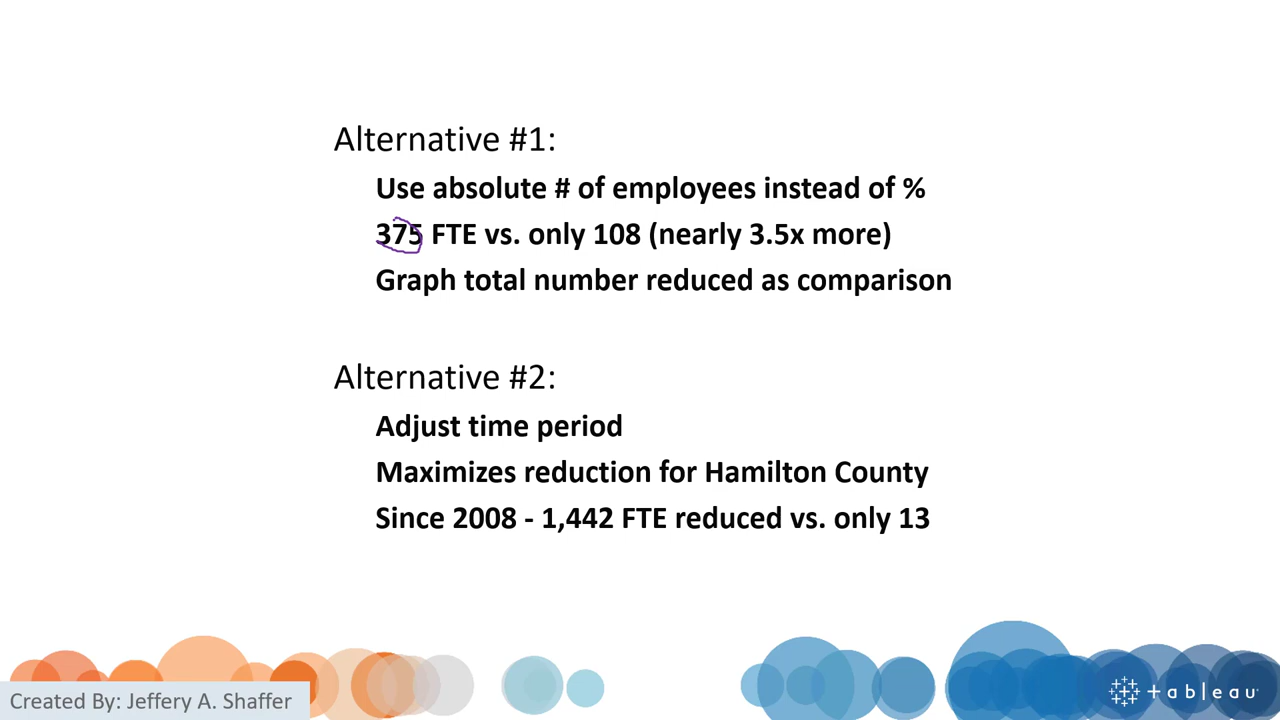 Alternative #1:
Use absolute # of employees instead of %
375 FTE vs. only 108 (nearly 3.5x more)
Graph total number reduced as comparison
Alternative #2:
Adjust time period
Maximizes reduction for Hamilton County
Since 2008 - 1,442 FTE reduced vs. only 13
Created By: Jeffery A. Shaffer
tableau